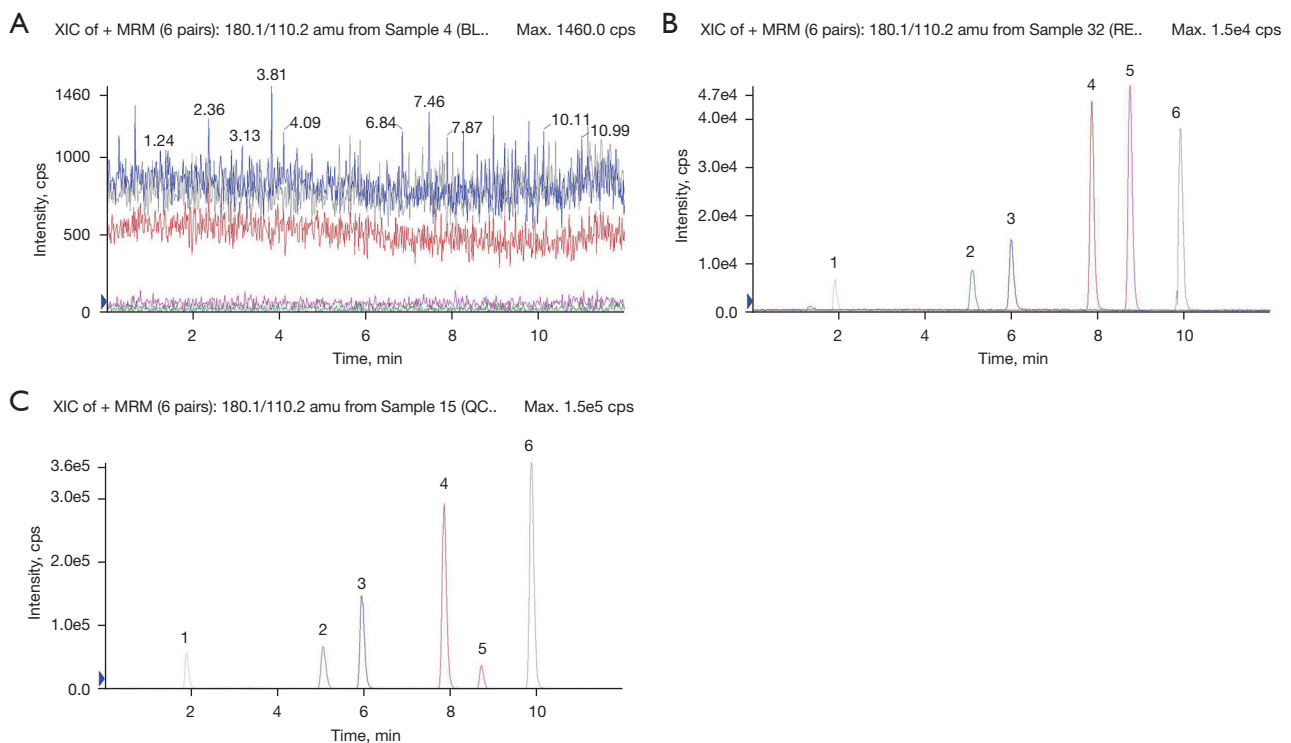 A XIC of + MRM (6 pairs): 180.1/110.2 amu from Sample 4 (BL.. Max. 1460.0 cps
1460
1000
500
0
Intensity, cps
1.24
2.36
3.13
3.81
4.09
6.84
7.46
7.87
10.11
10.99
2 4 6 8 10
Time, min
B XIC of + MRM (6 pairs): 180.1/110.2 amu from Sample 32 (RE.. Max. 1.5e4 cps
4.7e4
4.0e4
3.0e4
2.0e4
1.0e4
0.0
Intensity, cps
1
2
3
4
5
6
2 4 6 8 10
Time, min
C XIC of + MRM (6 pairs): 180.1/110.2 amu from Sample 15 (QC.. Max. 1.5e5 cps
3.6e5
3.0e5
2.0e5
1.0e5
0.0
Intensity, cps
1
2
3
4
5
6
2 4 6 8 10
Time, min